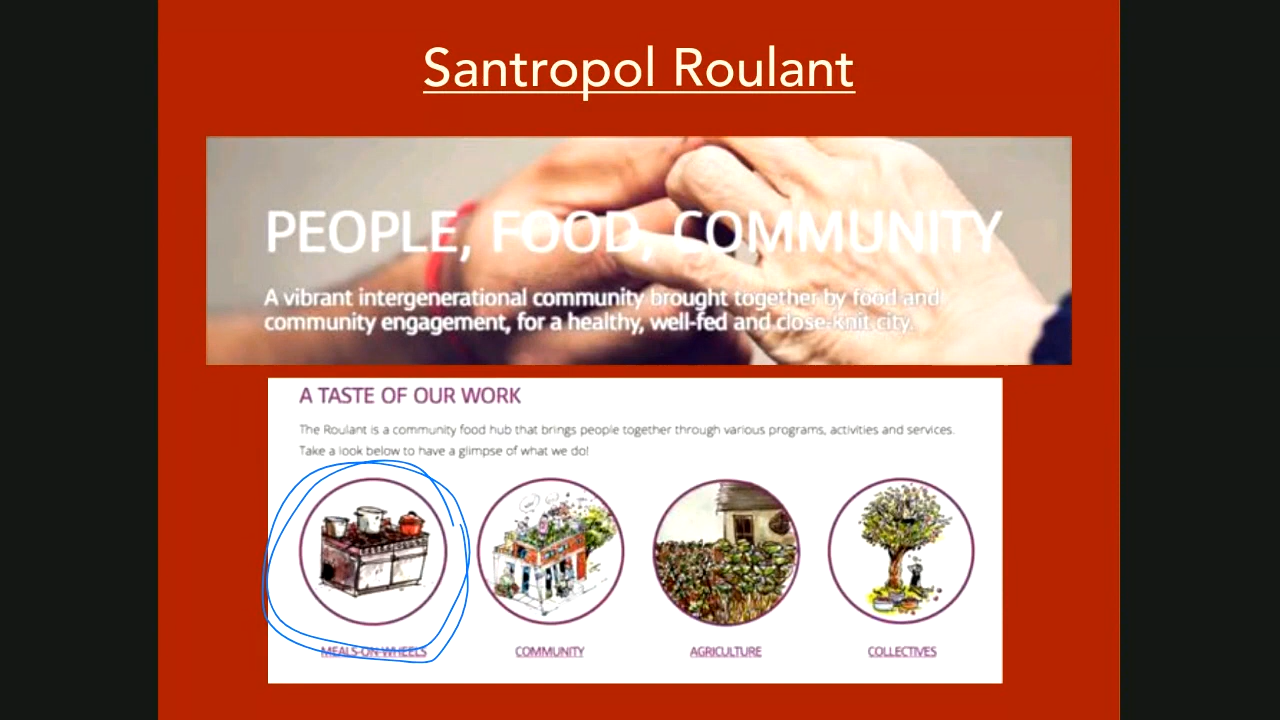 Santropol Roulant
PEOPLE, FOOD, COMMUNITY
A vibrant intergenerational community brought together by food and
community engagement, for a healthy, well-fed and close-knit city.
A TASTE OF OUR WORK
The Roulant is a community food hub that brings people together through various programs, activities and services.
Take a look below to have a glimpse of what we do!
MEALS-ON-WHEELS
COMMUNITY
AGRICULTURE
COLLECTIVES